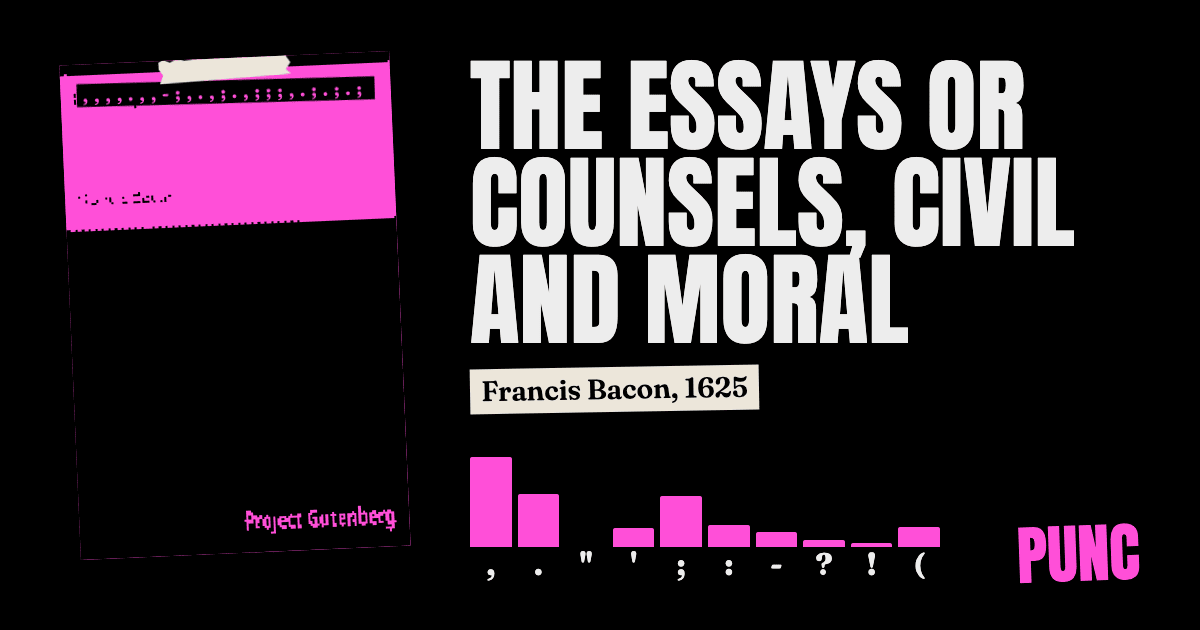 ,,,,.,,-;,.,;.,;;;,.;.;.;
Project Gutenberg
THE ESSAYS OR
COUNSELS, CIVIL
AND MORAL
Francis Bacon, 1625
, . " ' ; : - ? ! (
PUNC